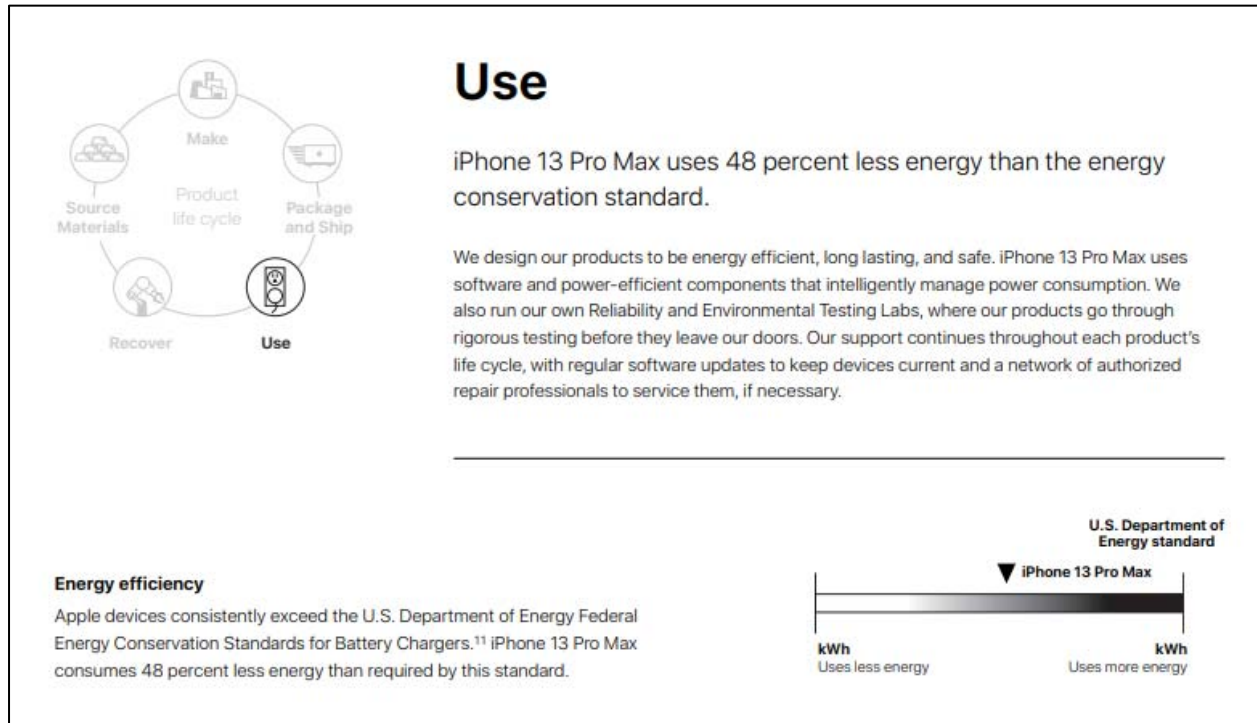 Make
Source
Materials
Product
life cycle
Package
and Ship
Recover
Use
Use
iPhone 13 Pro Max uses 48 percent less energy than the energy
conservation standard.
We design our products to be energy efficient, long lasting, and safe. iPhone 13 Pro Max uses
software and power-efficient components that intelligently manage power consumption. We
also run our own Reliability and Environmental Testing Labs, where our products go through
rigorous testing before they leave our doors. Our support continues throughout each product’s
life cycle, with regular software updates to keep devices current and a network of authorized
repair professionals to service them, if necessary.
Energy efficiency
Apple devices consistently exceed the U.S. Department of Energy Federal
Energy Conservation Standards for Battery Chargers.¹¹ iPhone 13 Pro Max
consumes 48 percent less energy than required by this standard.
U.S. Department of
Energy standard
iPhone 13 Pro Max
kWh
Uses less energy
kWh
Uses more energy